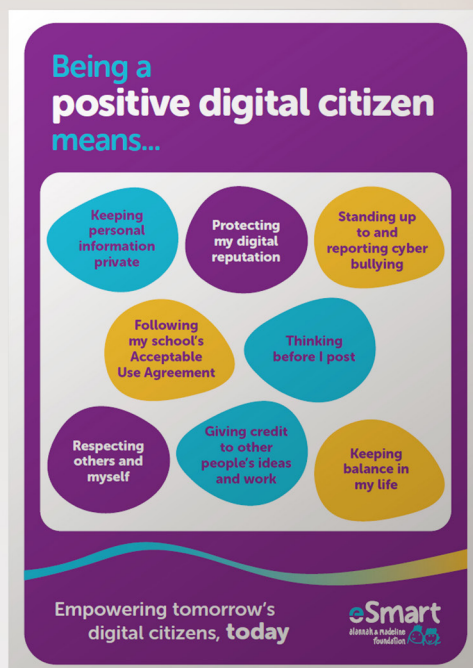 Being a
positive digital citizen
means...
Keeping
personal
information
private
Protecting
my digital
reputation
Standing up
to and
reporting cyber
bullying
Following
my school's
Acceptable
Use Agreement
Thinking
before I post
Respecting
others and
myself
Giving credit
to other
people's ideas
and work
Keeping
balance in
my life
Empowering tomorrow's
digital citizens, today
eSmart
alannah & madeline
foundation